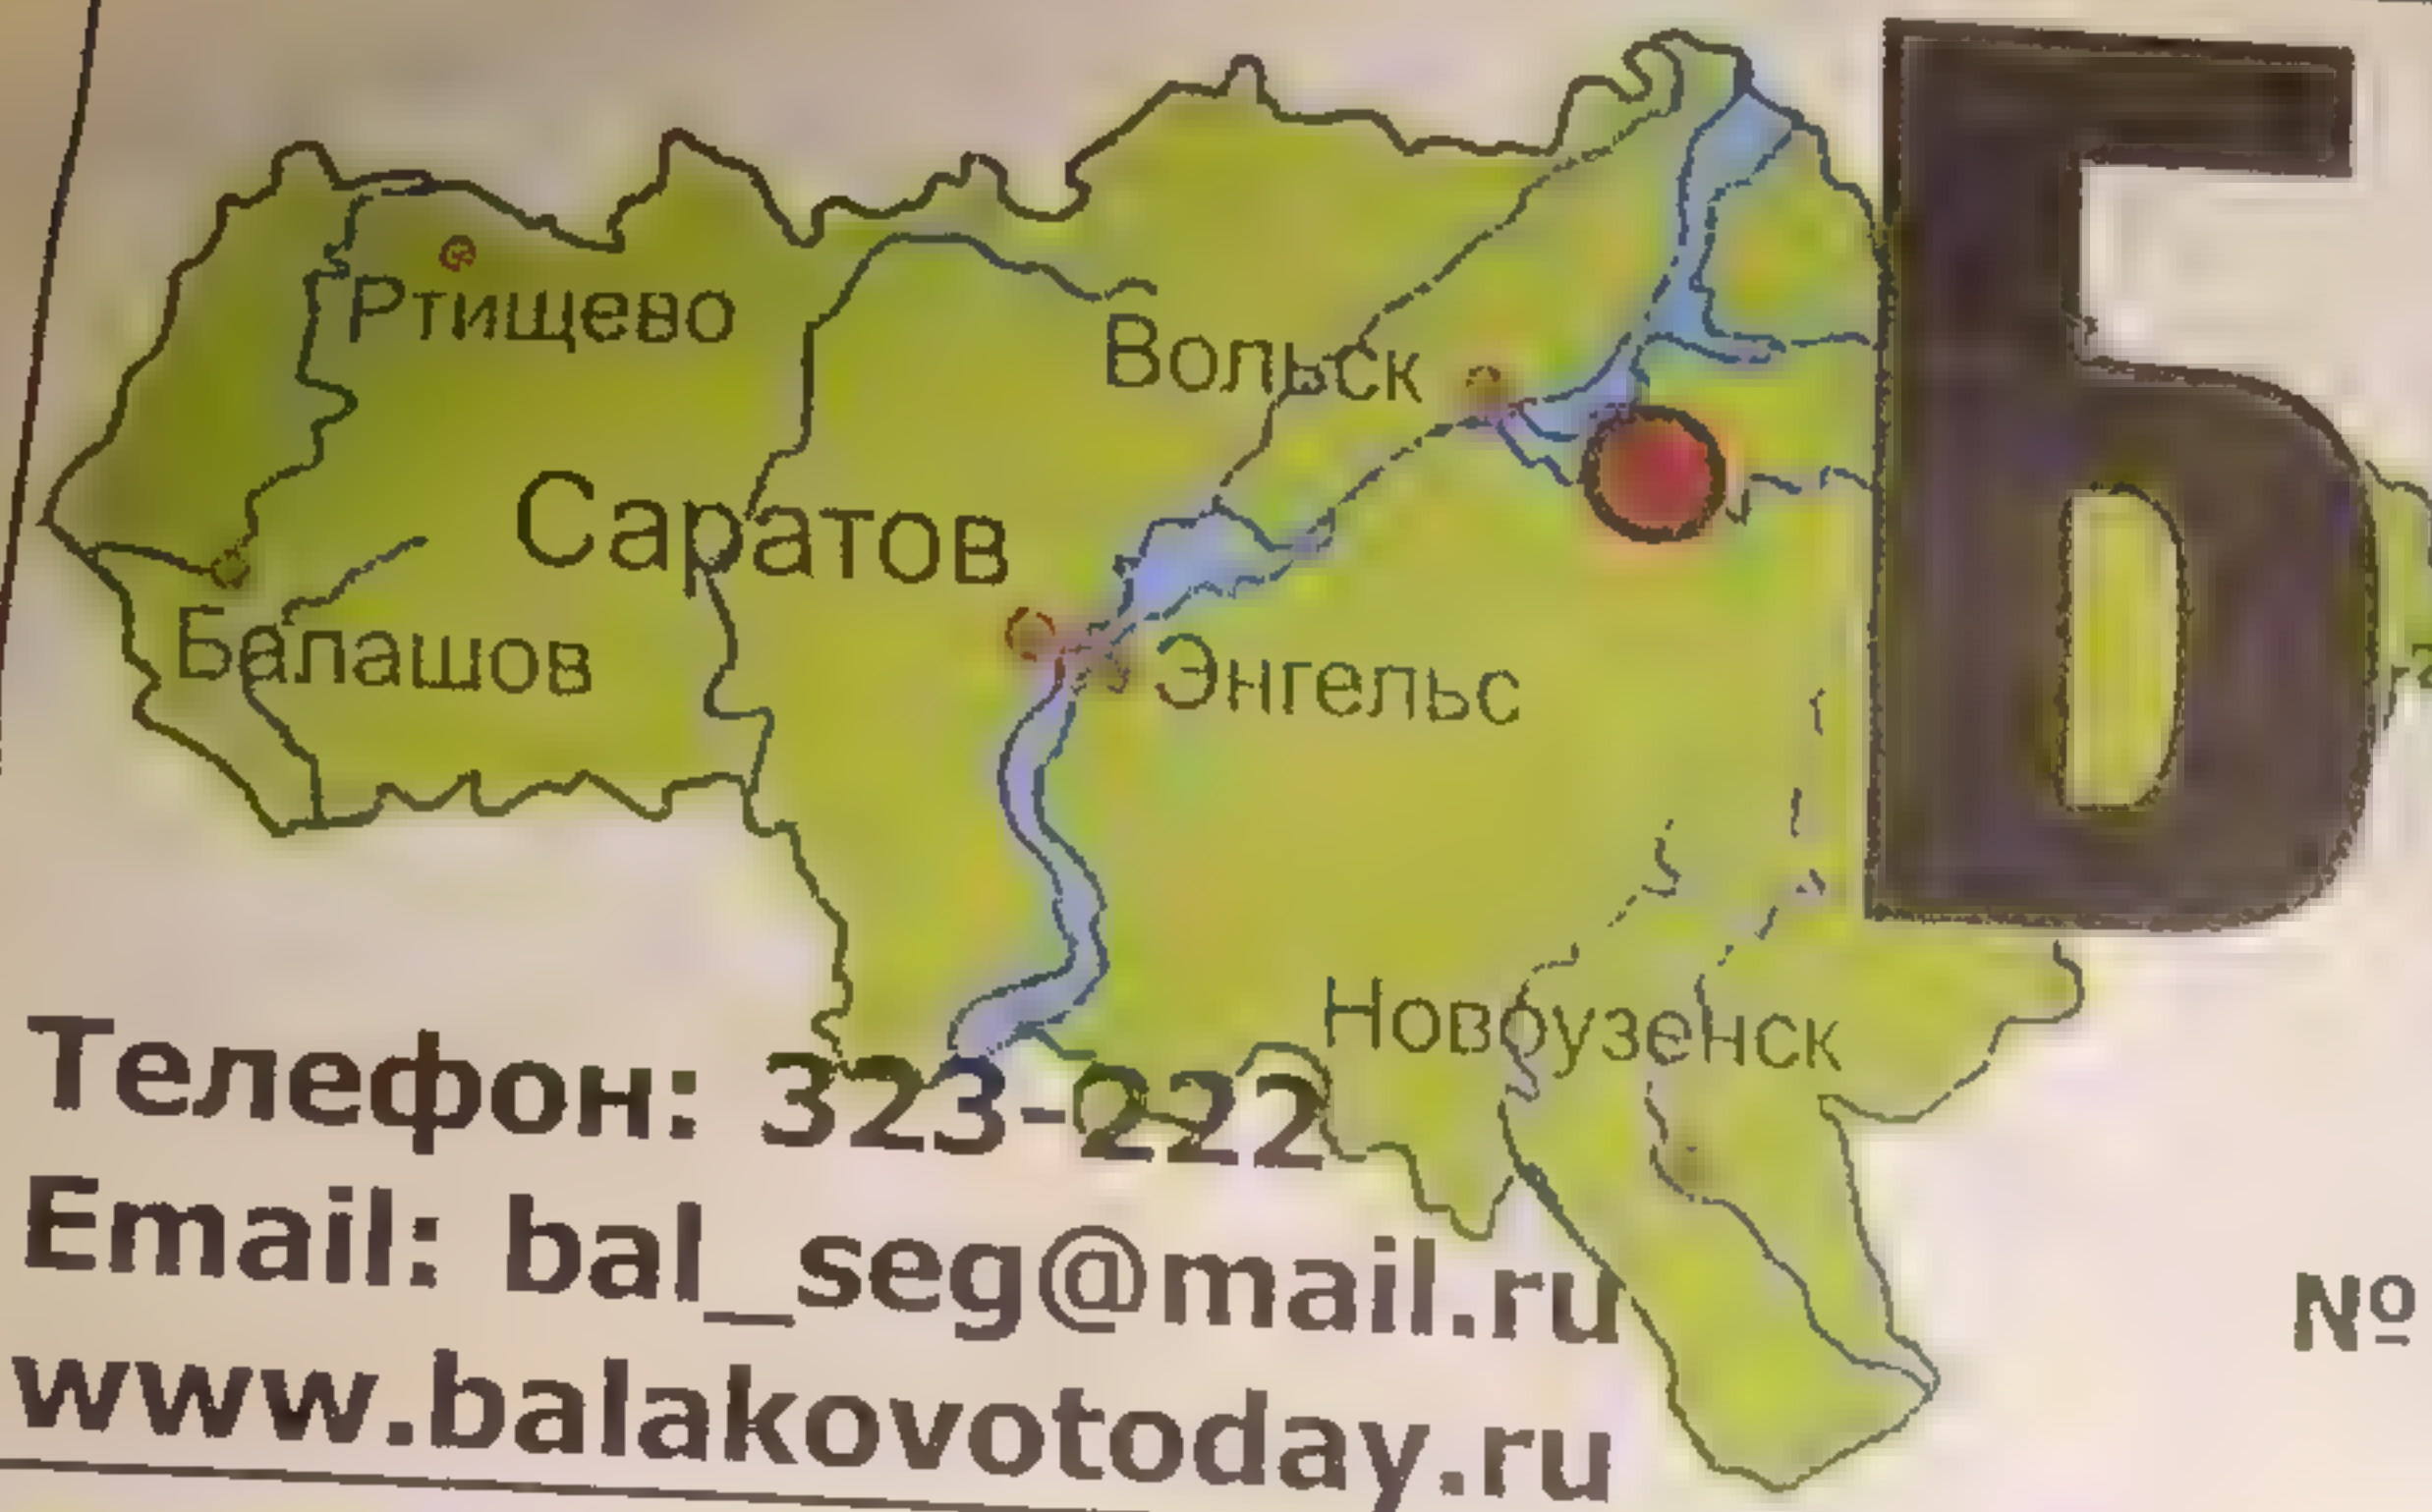 Б
Ртищево
Вольск
Саратов
Балашов
Энгельс
Новоузенск
Телефон: 323-222
Email: bal_seg@mail.ru
№
www.balakovotoday.ru